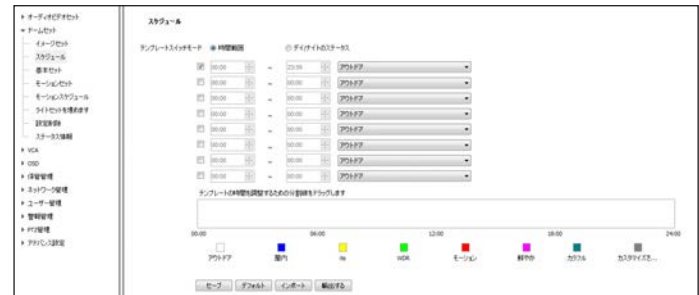 オーディオビデオセット
ドームセット
イメージセット
スケジュール
基本セット
モーションセット
モーションスケジュール
ライトセットを埋めます
設定削除
ステータス情報
VCA
OSD
保管管理
ネットワーク管理
ユーザー管理
警報管理
PTZ管理
アドバンス設定
スケジュール
テンプレートスイッチモード 時間範囲 デイ/ナイトのステータス
00:00 ~ 23:59 アウトドア
00:00 ~ 00:00 アウトドア
00:00 ~ 00:00 アウトドア
00:00 ~ 00:00 アウトドア
00:00 ~ 00:00 アウトドア
00:00 ~ 00:00 アウトドア
00:00 ~ 00:00 アウトドア
00:00 ~ 00:00 アウトドア
テンプレートの時間を調整するための分割線をドラッグします
00:00 06:00 12:00 18:00 24:00
アウトドア 屋内 WDR モーション 鮮やか カラフル カスタマイズを...
セーブ デフォルト インポート 輸出する